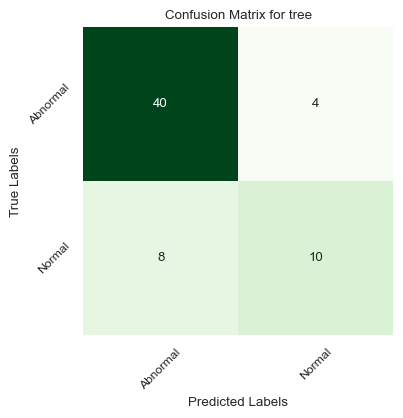 Confusion Matrix for tree
True Labels
Abnormal
40
4
Normal
8
10
Abnormal
Normal
Predicted Labels